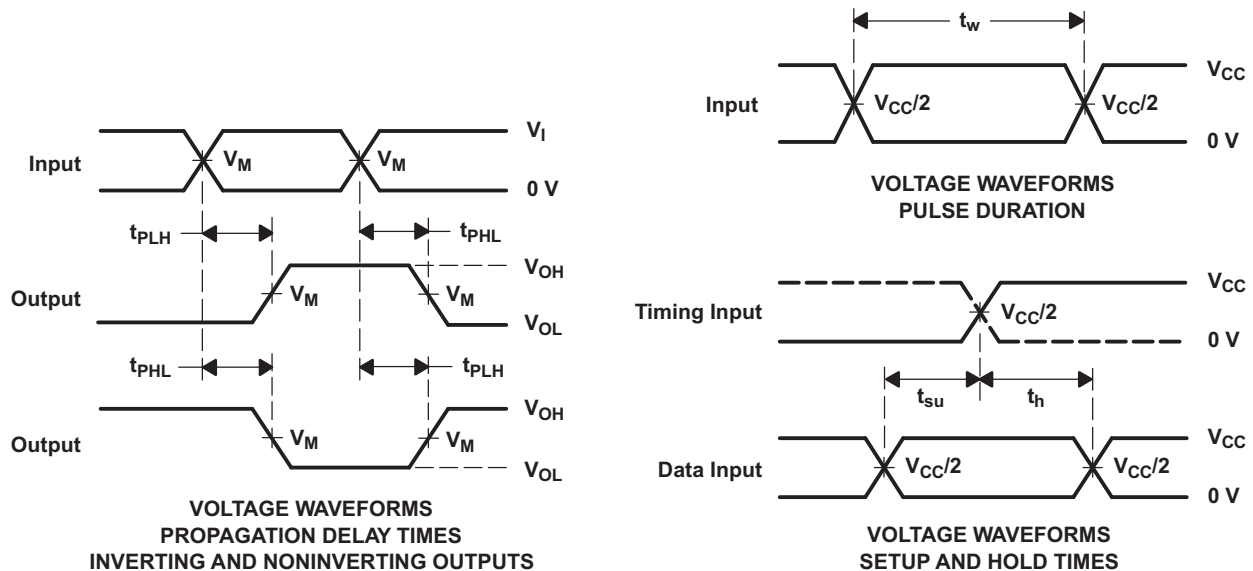 Input
V_I
V_M
V_M
0 V
t_PLH
t_PHL
Output
V_OH
V_M
V_M
V_OL
t_PHL
t_PLH
Output
V_OH
V_M
V_M
V_OL
VOLTAGE WAVEFORMS
PROPAGATION DELAY TIMES
INVERTING AND NONINVERTING OUTPUTS
t_w
Input
V_CC
V_CC/2
V_CC/2
0 V
VOLTAGE WAVEFORMS
PULSE DURATION
Timing Input
V_CC
V_CC/2
0 V
t_su
t_h
Data Input
V_CC
V_CC/2
V_CC/2
0 V
VOLTAGE WAVEFORMS
SETUP AND HOLD TIMES